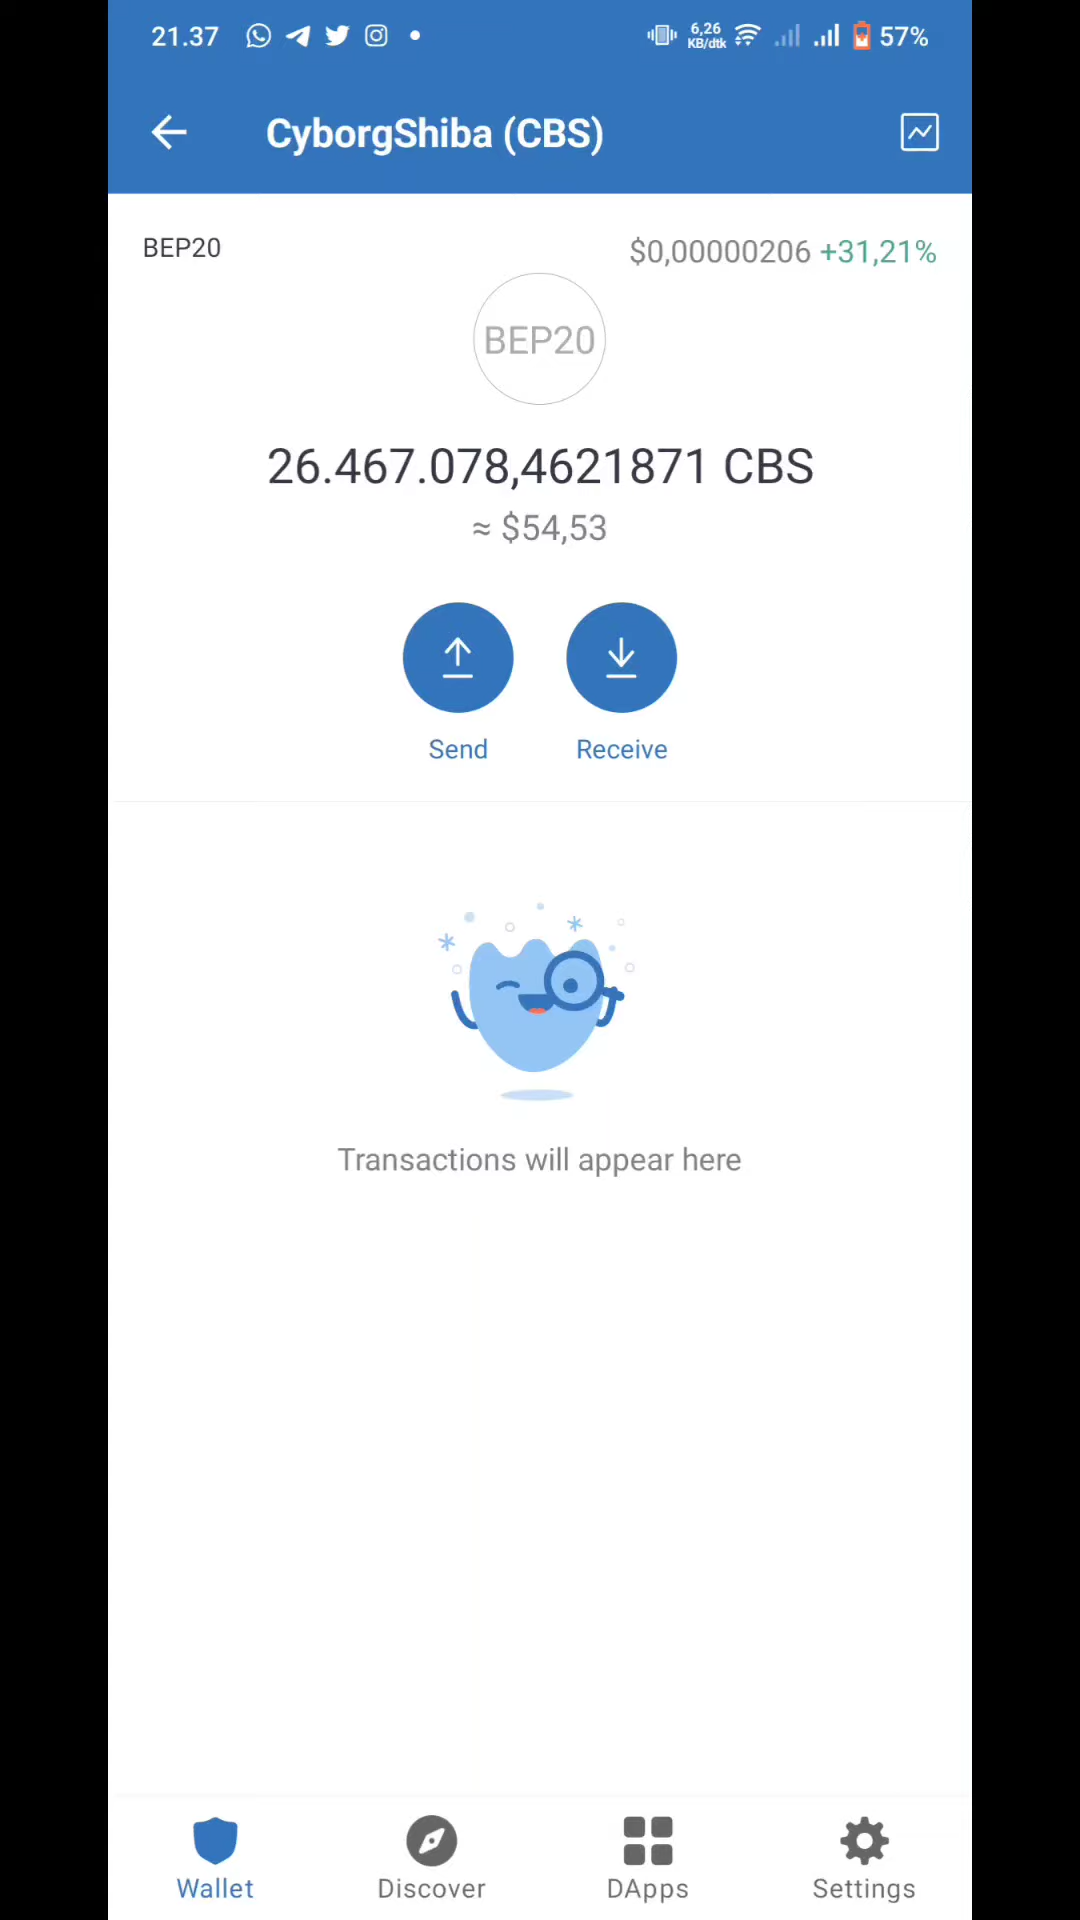 21.37 6,26 KB/dtk 57%
CyborgShiba (CBS)
BEP20 $0,00000206 +31,21%
BEP20
26.467.078,4621871 CBS
≈ $54,53
Send Receive
Transactions will appear here
Wallet Discover DApps Settings